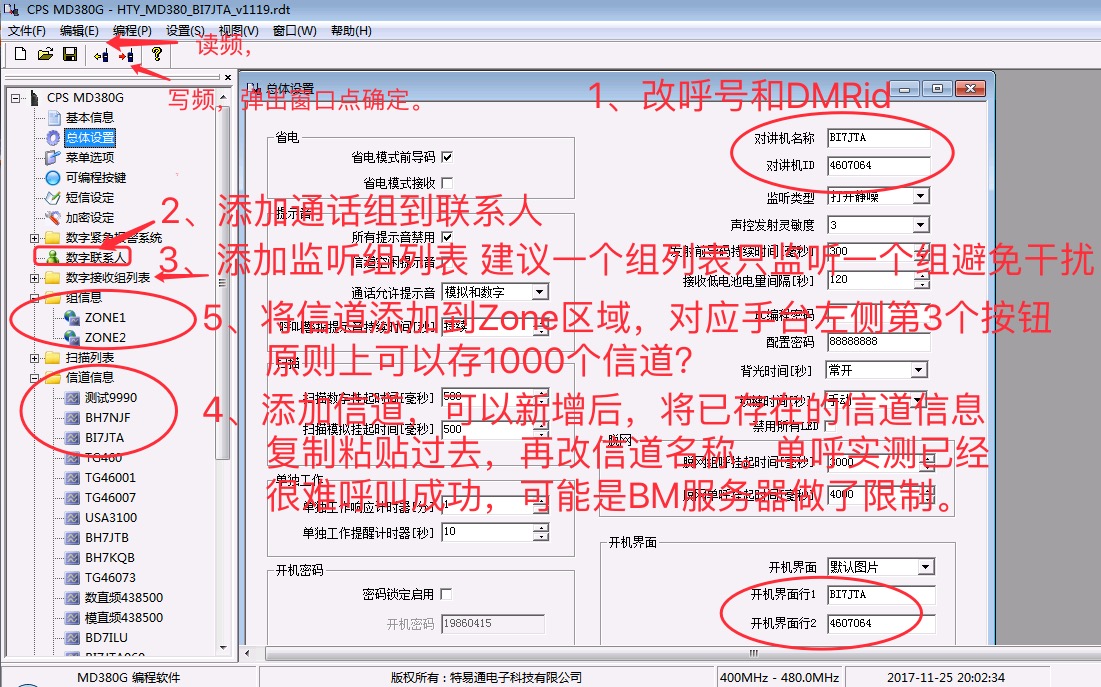 CPS MD380G - HTY_MD380_BI7JTA_v1119.rdt
文件(F) 编辑(E) 编程(P) 设置(S) 视图(V) 窗口(W) 帮助(H)
读频，
写频，弹出窗口点确定。
CPS MD380G
基本信息
总体设置
菜单选项
可编程按键
短信设定
加密设定
数字紧急报警系统
数字联系人
数字接收组列表
组信息
ZONE1
ZONE2
扫描列表
信道信息
测试9990
BH7NJF
BI7JTA
TG460
TG46001
TG46007
USA3100
BH7JTB
BH7KQB
TG46073
数直频438500
模直频438500
BD7ILU
BI7JTA069
总体设置
1、改呼号和DMRid
2、添加通话组到联系人
3、添加监听组列表 建议一个组列表只监听一个组避免干扰
5、将信道添加到Zone区域，对应手台左侧第3个按钮
原则上可以存1000个信道？
4、添加信道，可以新增后，将已存在的信道信息
复制粘贴过去，再改信道名称，单呼实测已经
很难呼叫成功，可能是BM服务器做了限制。
省电
省电模式前导码
省电模式接收
提示音
所有提示音禁用
信道空闲提示音
通话允许提示音 模拟和数字
呼叫警报提示音持续时间[秒] 持续
扫描
扫描数字挂起时间[毫秒] 500
扫描模拟挂起时间[毫秒] 500
单独工作
单独工作响应计时器[分] 1
单独工作提醒计时器[秒] 10
开机密码
密码锁定启用
开机密码 19860415
对讲机名称 BI7JTA
对讲机ID 4607064
监听类型 打开静噪
声控发射灵敏度 3
发射前导码持续时间[毫秒] 300
接收低电池电量间隔[秒] 120
PC编程密码
配置密码 88888888
背光时间[秒] 常开
锁键时间[秒] 手动
禁用所有LED
脱网
脱网组呼挂起时间[毫秒] 3000
脱网单呼挂起时间[毫秒] 4000
开机界面
开机界面 默认图片
开机界面行1 BI7JTA
开机界面行2 4607064
MD380G 编程软件 版权所有：特易通电子科技有限公司 400MHz - 480.0MHz 2017-11-25 20:02:34